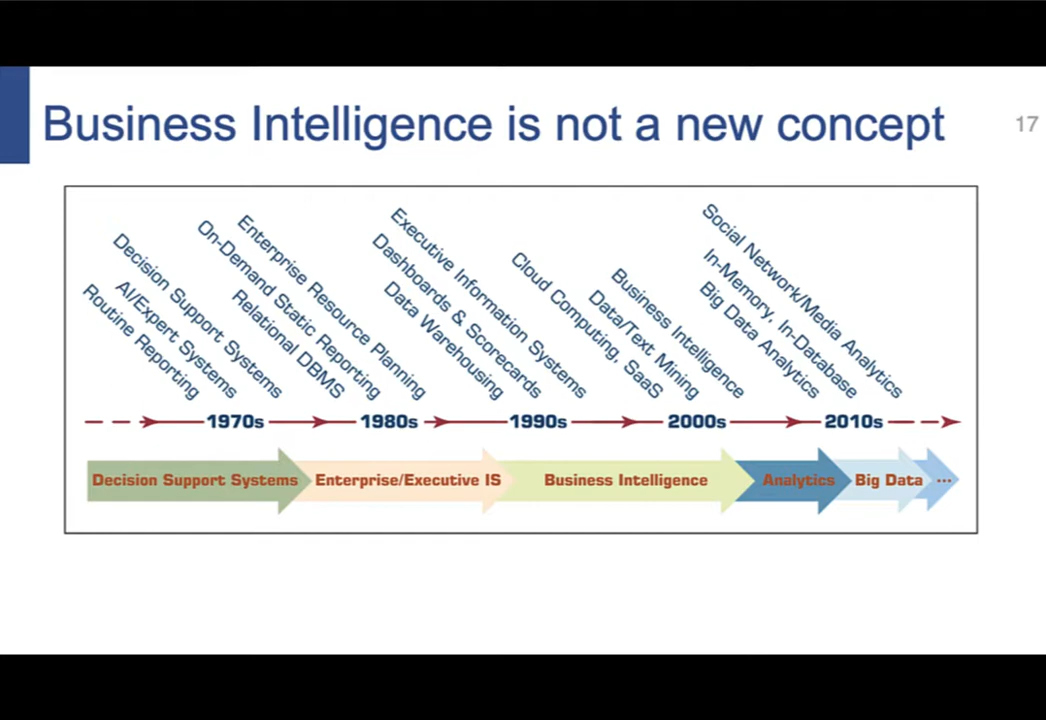 Business Intelligence is not a new concept
17
Routine Reporting
AI/Expert Systems
Decision Support Systems
Relational DBMS
On-Demand Static Reporting
Enterprise Resource Planning
Data Warehousing
Dashboards & Scorecards
Executive Information Systems
Cloud Computing, SaaS
Data/Text Mining
Business Intelligence
Big Data Analytics
In-Memory, In-Database
Social Network/Media Analytics
1970s 1980s 1990s 2000s 2010s
Decision Support Systems Enterprise/Executive IS Business Intelligence Analytics Big Data ...